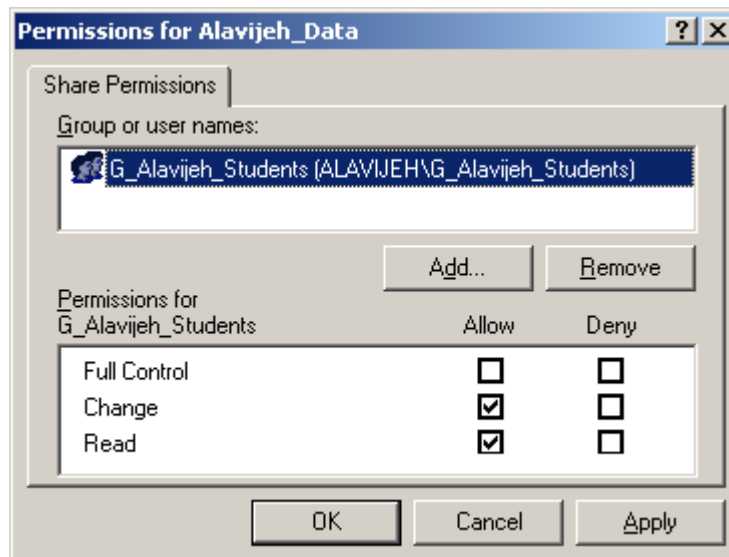 Permissions for Alavijeh_Data
Share Permissions
Group or user names:
G_Alavijeh_Students (ALAVIJEH\G_Alavijeh_Students)
Add... Remove
Permissions for
G_Alavijeh_Students Allow Deny
Full Control
Change
Read
OK Cancel Apply